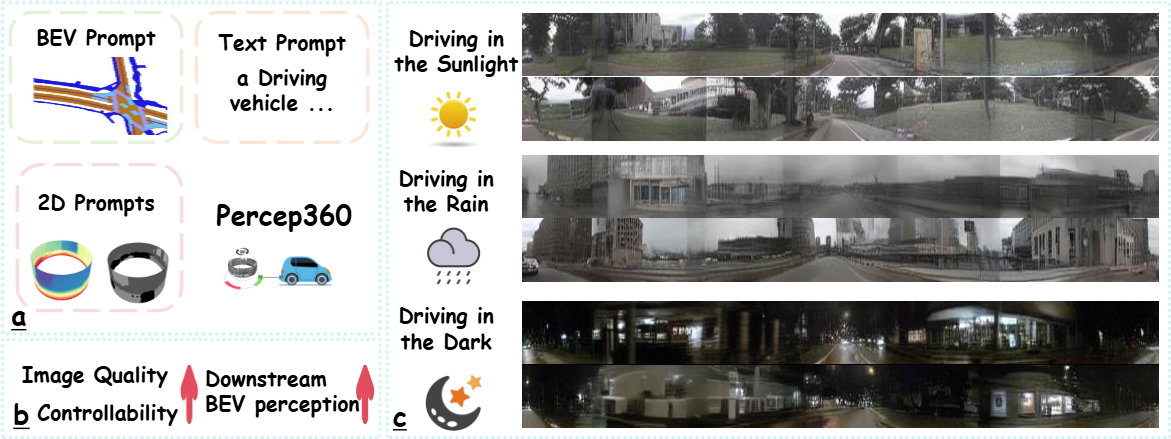 BEV Prompt
Text Prompt
a Driving
vehicle ...
2D Prompts
Percep360
a
Image Quality
Controllability
Downstream
BEV perception
b
Driving in
the Sunlight
Driving in
the Rain
Driving in
the Dark
c